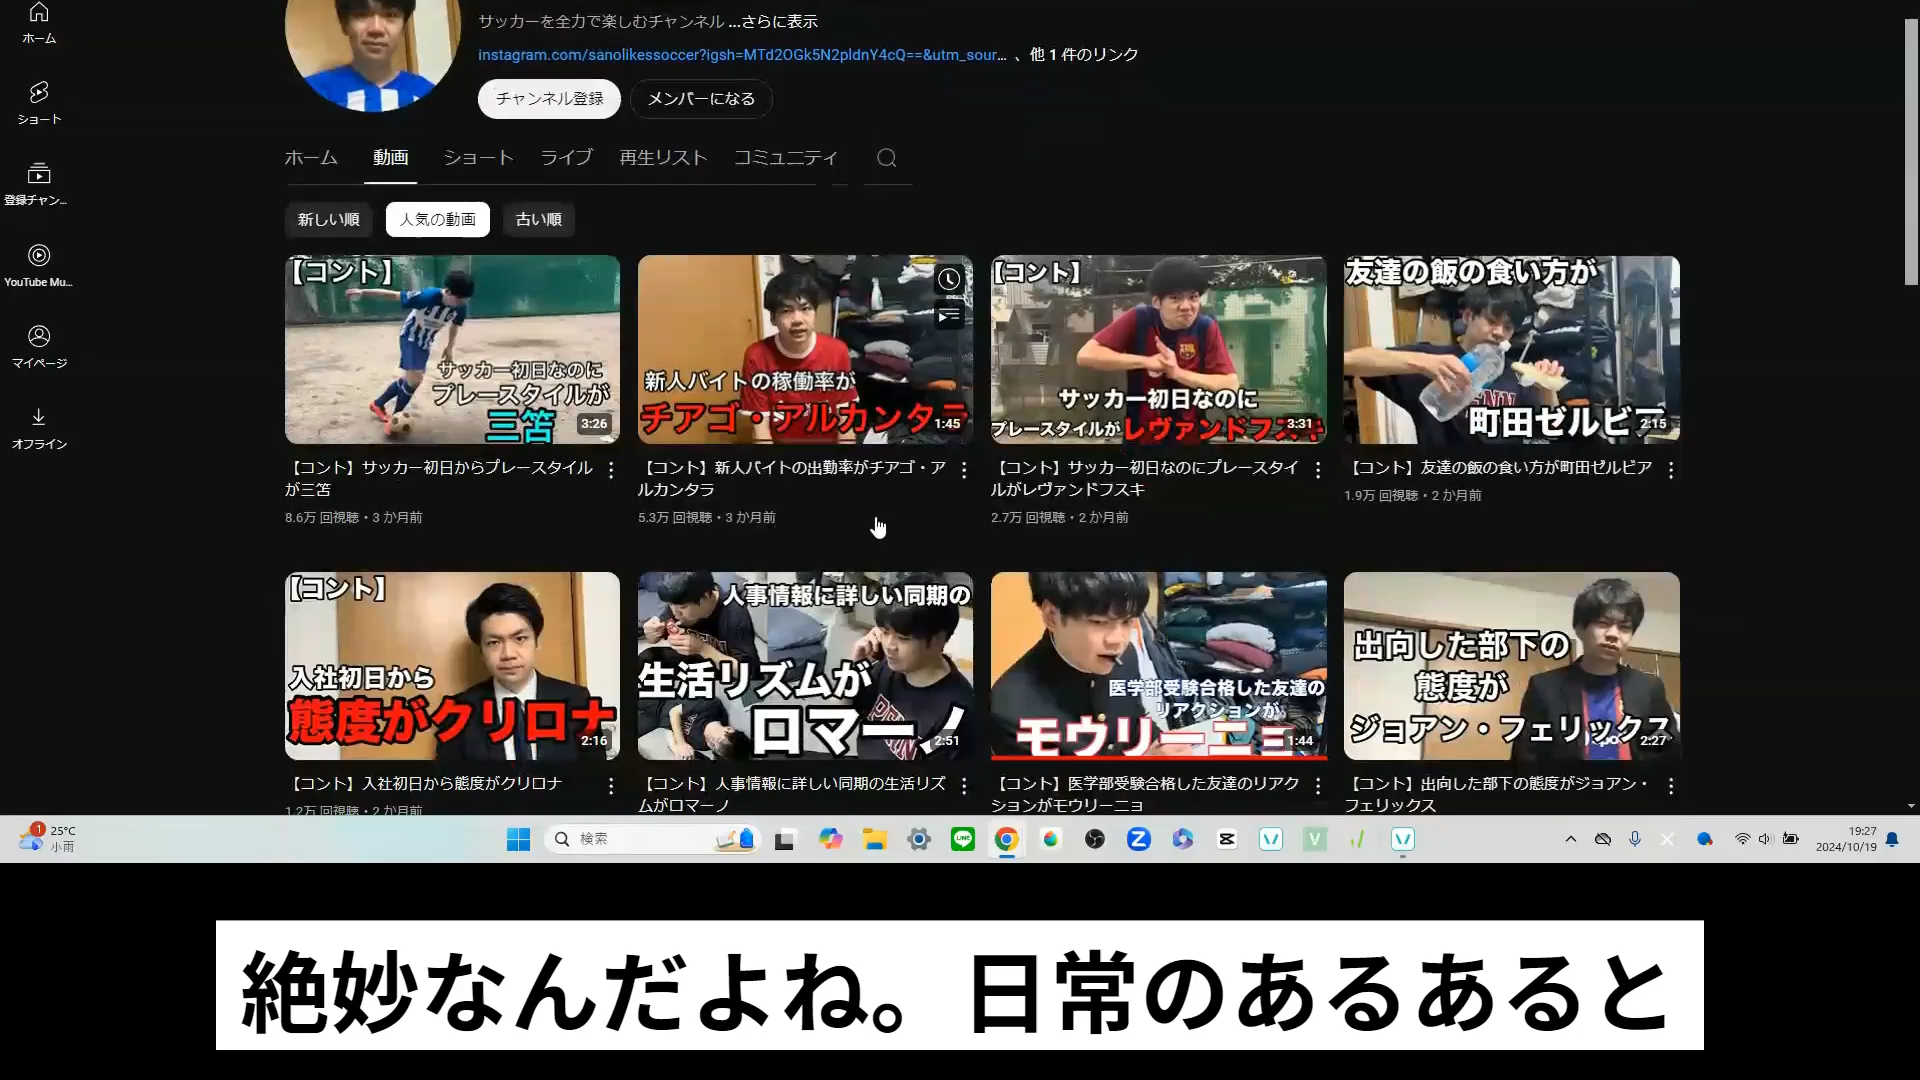 ホーム
サッカーを全力で楽しむチャンネル ...さらに表示
instagram.com/sanolikessoccer?igsh=MTd2OGk5N2pldnY4cQ==&utm_sour... 、他 1 件のリンク
ショート
チャンネル登録
メンバーになる
登録チャン...
ホーム
動画
ショート
ライブ
再生リスト
コミュニティ
新しい順
人気の動画
古い順
YouTube Mu...
マイページ
オフライン
【コント】
サッカー初日なのに
プレースタイルが
三笘
3:26
新人バイトの稼働率が
チアゴ・アルカンタラ
1:45
【コント】
サッカー初日なのに
プレースタイルがレヴァンドフスキ
3:31
友達の飯の食い方が
町田ゼルビア
2:15
【コント】サッカー初日からプレースタイル
が三笘
8.6万 回視聴・3 か月前
【コント】新人バイトの出勤率がチアゴ・ア
ルカンタラ
5.3万 回視聴・3 か月前
【コント】サッカー初日なのにプレースタイ
ルがレヴァンドフスキ
2.7万 回視聴・2 か月前
【コント】友達の飯の食い方が町田ゼルビア
1.9万 回視聴・2 か月前
【コント】
入社初日から
態度がクリロナ
2:16
人事情報に詳しい同期の
生活リズムが
ロマーノ
2:51
医学部受験合格した友達の
リアクションが
モウリーニョ
1:44
出向した部下の
態度が
ジョアン・フェリックス
2:27
【コント】入社初日から態度がクリロナ
1.2万 回視聴・2 か月前
【コント】人事情報に詳しい同期の生活リズ
ムがロマーノ
【コント】医学部受験合格した友達のリアク
ションがモウリーニョ
【コント】出向した部下の態度がジョアン・
フェリックス
1
25°C
小雨
検索
LINE
19:27
2024/10/19
絶妙なんだよね。日常のあるあると